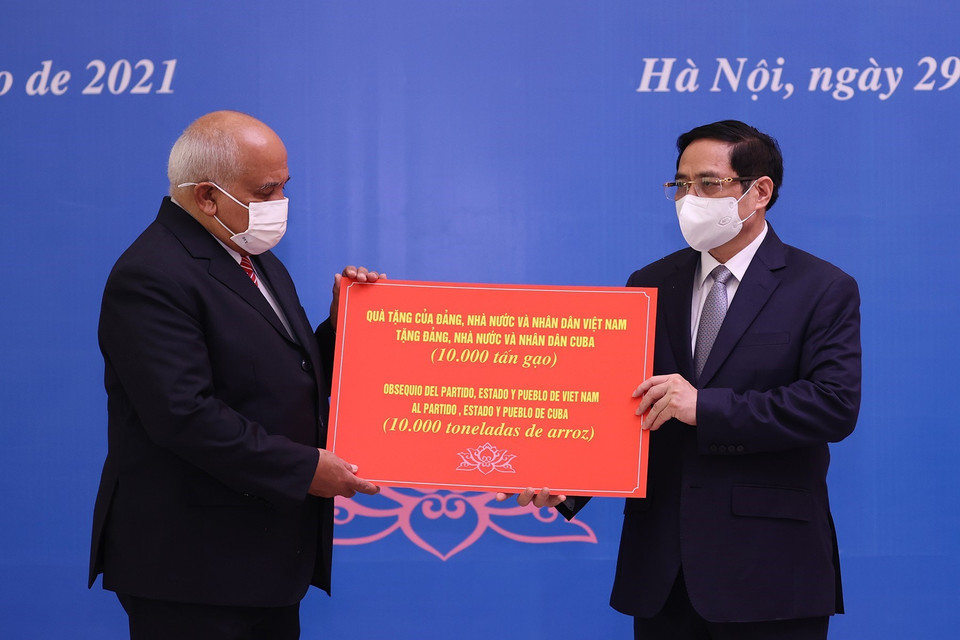 o de 2021
Hà Nội, ngày 29
QUÀ TẶNG CỦA ĐẢNG, NHÀ NƯỚC VÀ NHÂN DÂN VIỆT NAM
TẶNG ĐẢNG, NHÀ NƯỚC VÀ NHÂN DÂN CUBA
(10.000 tấn gạo)
OBSEQUIO DEL PARTIDO, ESTADO Y PUEBLO DE VIET NAM
AL PARTIDO , ESTADO Y PUEBLO DE CUBA
(10.000 toneladas de arroz)